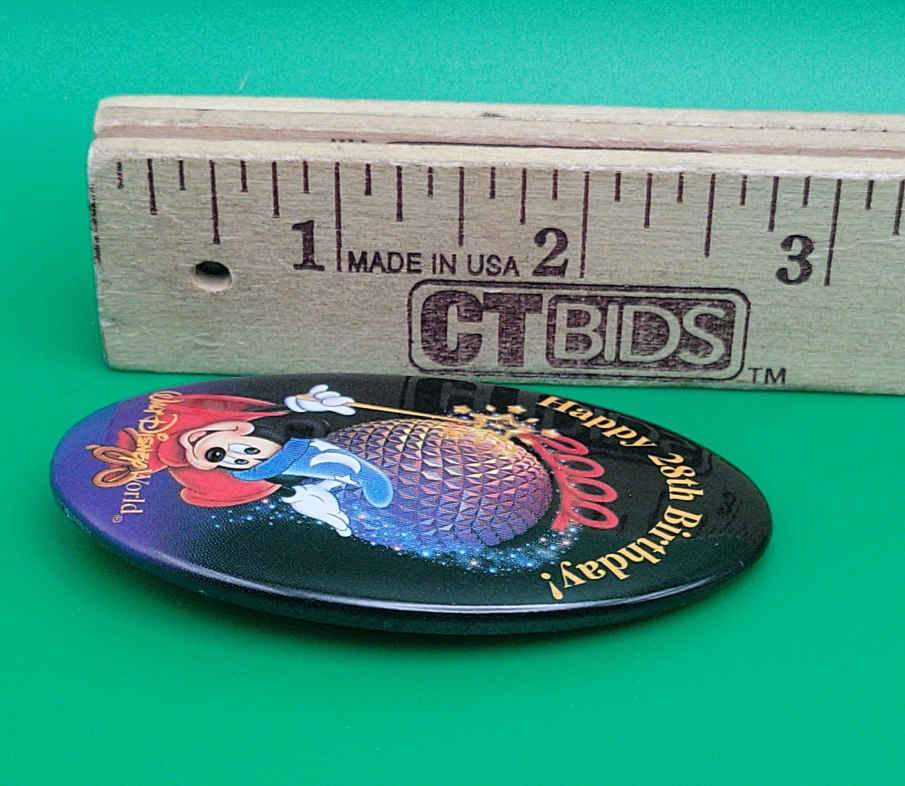 1 2 3
MADE IN USA
CTBIDS
TM
Happy 28th Birthday!
2000
Walt Disney World
©